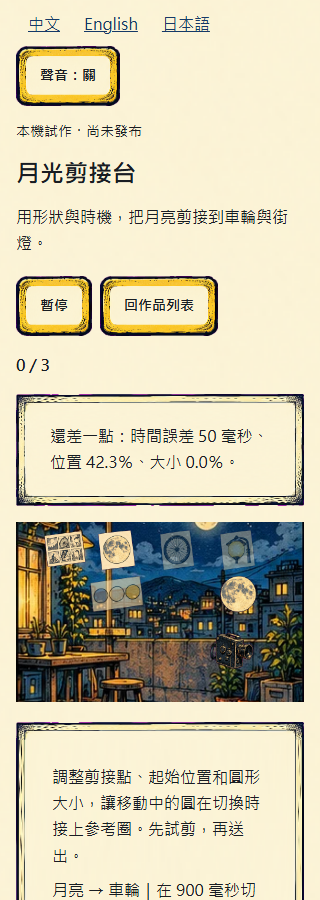 中文 English 日本語
聲音：關
本機試作・尚未發布
月光剪接台
用形狀與時機，把月亮剪接到車輪與街
燈。
暫停 回作品列表
0 / 3
還差一點：時間誤差 50 毫秒、
位置 42.3%、大小 0.0%。
調整剪接點、起始位置和圓形
大小，讓移動中的圓在切換時
接上參考圈。先試剪，再送
出。
月亮 → 車輪｜在 900 毫秒切